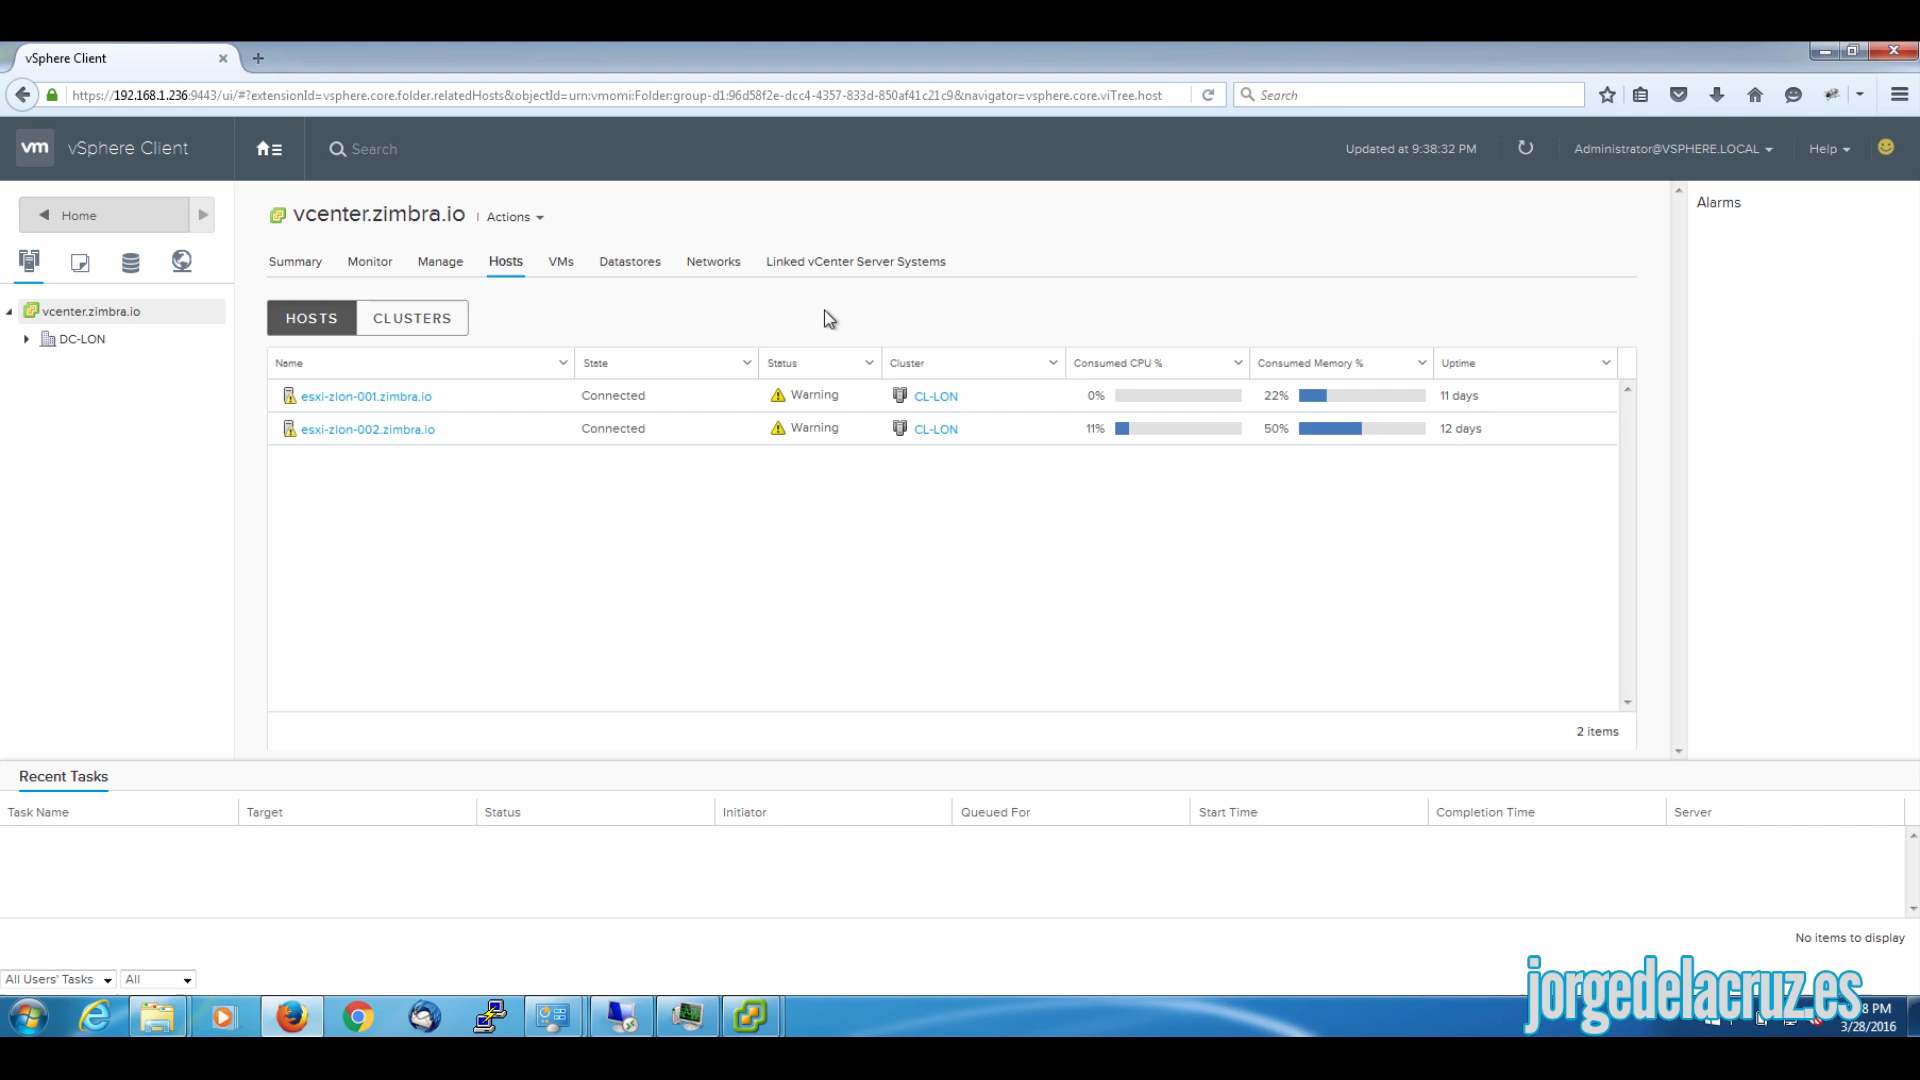 vSphere Client
https://192.168.1.236:9443/ui/#?extensionId=vsphere.core.folder.relatedHosts&objectId=urn:vmomi:Folder:group-d1:96d58f2e-dcc4-4357-833d-850af41c21c9&navigator=vsphere.core.viTree.host
Search
vm vSphere Client
Search
Updated at 9:38:32 PM
Administrator@VSPHERE.LOCAL
Help
Home
vcenter.zimbra.io
DC-LON
vcenter.zimbra.io Actions
Summary Monitor Manage Hosts VMs Datastores Networks Linked vCenter Server Systems
HOSTS CLUSTERS
Name State Status Cluster Consumed CPU % Consumed Memory % Uptime
esxi-zlon-001.zimbra.io Connected Warning CL-LON 0% 22% 11 days
esxi-zlon-002.zimbra.io Connected Warning CL-LON 11% 50% 12 days
2 items
Alarms
Recent Tasks
Task Name Target Status Initiator Queued For Start Time Completion Time Server
No items to display
All Users' Tasks All
jorgedelacruz.es
8 PM
3/28/2016